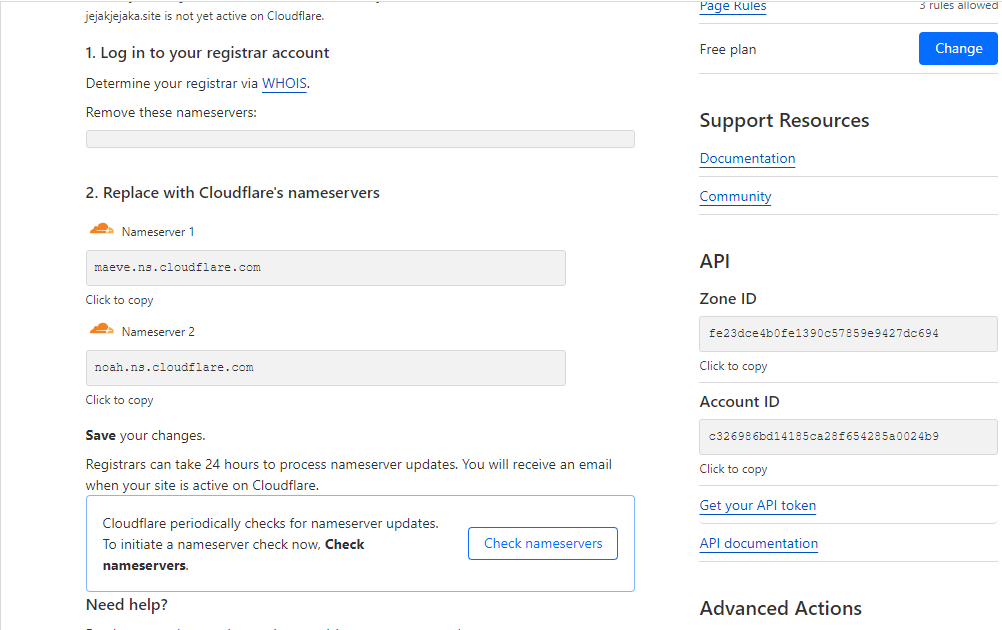 jejakjejaka.site is not yet active on Cloudflare.
1. Log in to your registrar account
Determine your registrar via WHOIS.
Remove these nameservers:
2. Replace with Cloudflare's nameservers
Nameserver 1
maeve.ns.cloudflare.com
Click to copy
Nameserver 2
noah.ns.cloudflare.com
Click to copy
Save your changes.
Registrars can take 24 hours to process nameserver updates. You will receive an email
when your site is active on Cloudflare.
Cloudflare periodically checks for nameserver updates.
To initiate a nameserver check now, Check
nameservers.
Check nameservers
Need help?
Page Rules
3 rules allowed
Free plan
Change
Support Resources
Documentation
Community
API
Zone ID
fe23dce4b0fe1390c57859e9427dc694
Click to copy
Account ID
c326986bd14185ca28f654285a0024b9
Click to copy
Get your API token
API documentation
Advanced Actions